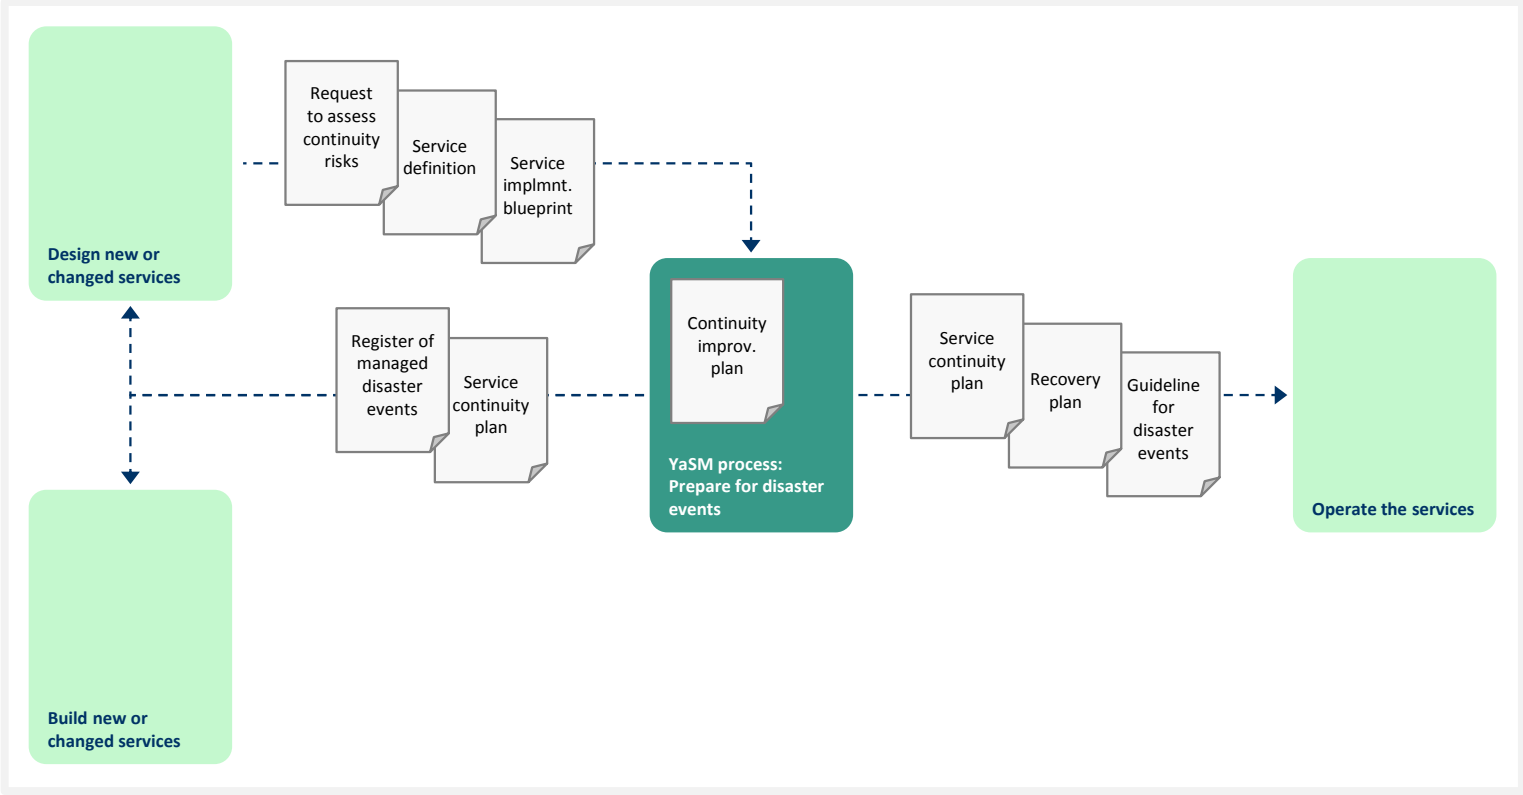 Request
to assess
continuity
risks
Service
definition
Service
implmnt.
blueprint
Design new or
changed services
Register of
managed
disaster
events
Service
continuity
plan
Continuity
improv.
plan
YaSM process:
Prepare for disaster
events
Service
continuity
plan
Recovery
plan
Guideline
for
disaster
events
Operate the services
Build new or
changed services